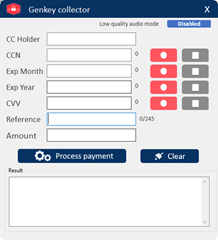 Genkey collector X
Low quality audio mode Disabled
CC Holder
CCN 0
Exp Month 0
Exp Year 0
CVV 0
Reference 0/245
Amount
Process payment Clear
Result